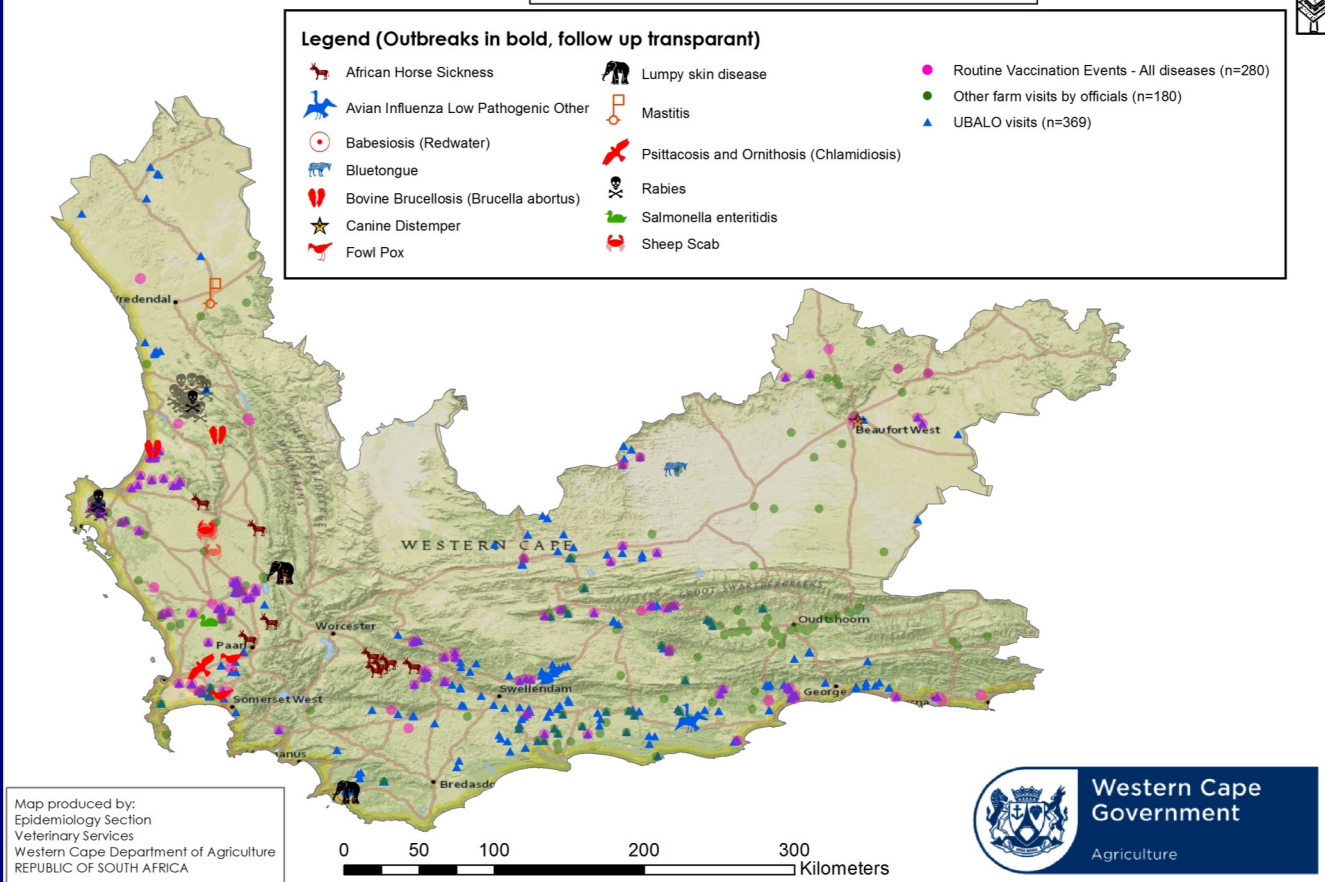 Legend (Outbreaks in bold, follow up transparant)
African Horse Sickness
Avian Influenza Low Pathogenic Other
Babesiosis (Redwater)
Bluetongue
Bovine Brucellosis (Brucella abortus)
Canine Distemper
Fowl Pox
Lumpy skin disease
Mastitis
Psittacosis and Ornithosis (Chlamidiosis)
Rabies
Salmonella enteritidis
Sheep Scab
Routine Vaccination Events - All diseases (n=280)
Other farm visits by officials (n=180)
UBALO visits (n=369)
redendal
Beaufort West
WESTERN CAPE
Oudtshoorn
Worcester
Paarl
Swellendam
George
Somerset West
anus
Bredasdo
Map produced by:
Epidemiology Section
Veterinary Services
Western Cape Department of Agriculture
REPUBLIC OF SOUTH AFRICA
0 50 100 200 300
Kilometers
Western Cape
Government
Agriculture